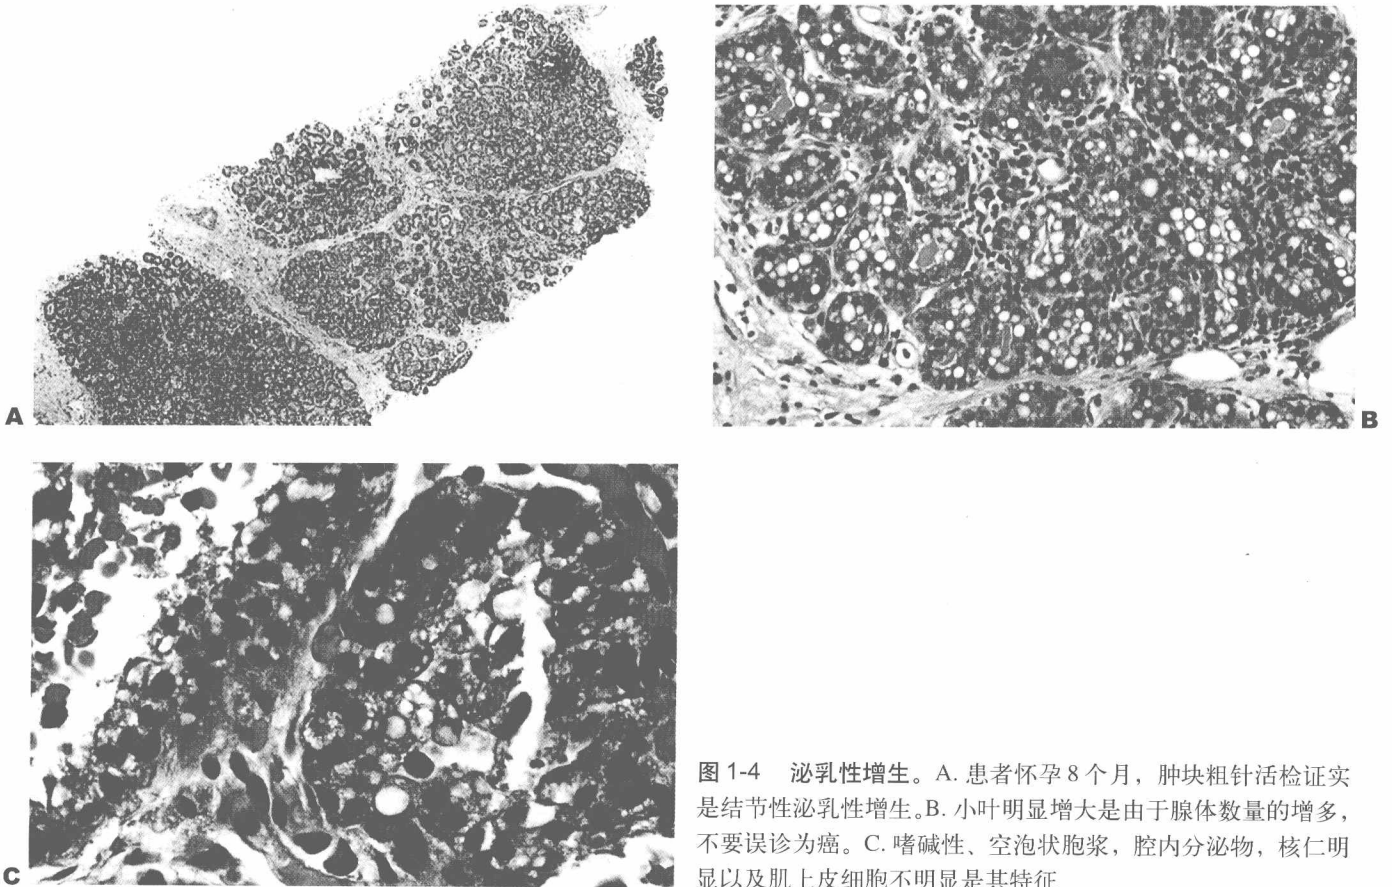 A
B
C
图 1-4 泌乳性增生。A. 患者怀孕 8 个月，肿块粗针活检证实
是结节性泌乳性增生。B. 小叶明显增大是由于腺体数量的增多，
不要误诊为癌。C. 嗜碱性、空泡状胞浆，腔内分泌物，核仁明
显以及肌上皮细胞不明显是其特征